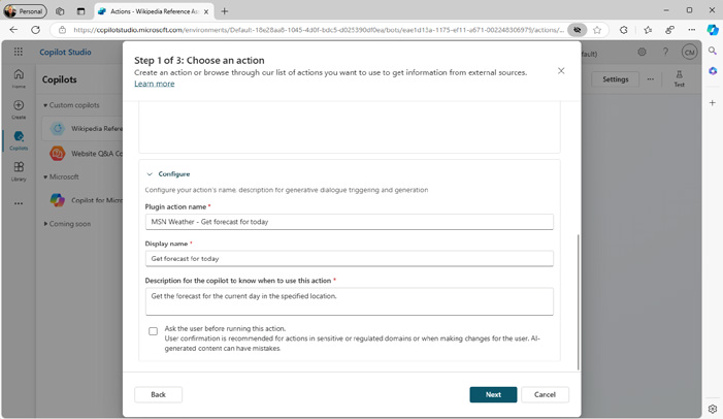 Personal
Actions - Wikipedia Reference As
https://copilotstudio.microsoft.com/environments/Default-18e28aa8-1045-4d0f-bdc5-d025390df0ea/bots/eae1d11a-1175-ef11-a671-002248306975/actions/...
Copilot Studio
efault)
CM
Home
Create
Copilots
Library
Copilots
Custom copilots
Wikipedia Refere
Website Q&A Co
Microsoft
Copilot for Micro
Coming soon
Settings
Test
Step 1 of 3: Choose an action
Create an action or browse through our list of actions you want to use to get information from external sources.
Learn more
Configure
Configure your action's name, description for generative dialogue triggering and generation
Plugin action name *
MSN Weather - Get forecast for today
Display name *
Get forecast for today
Description for the copilot to know when to use this action *
Get the forecast for the current day in the specified location.
Ask the user before running this action.
User confirmation is recommended for actions in sensitive or regulated domains or when making changes for the user. AI-
generated content can have mistakes.
Back
Next
Cancel